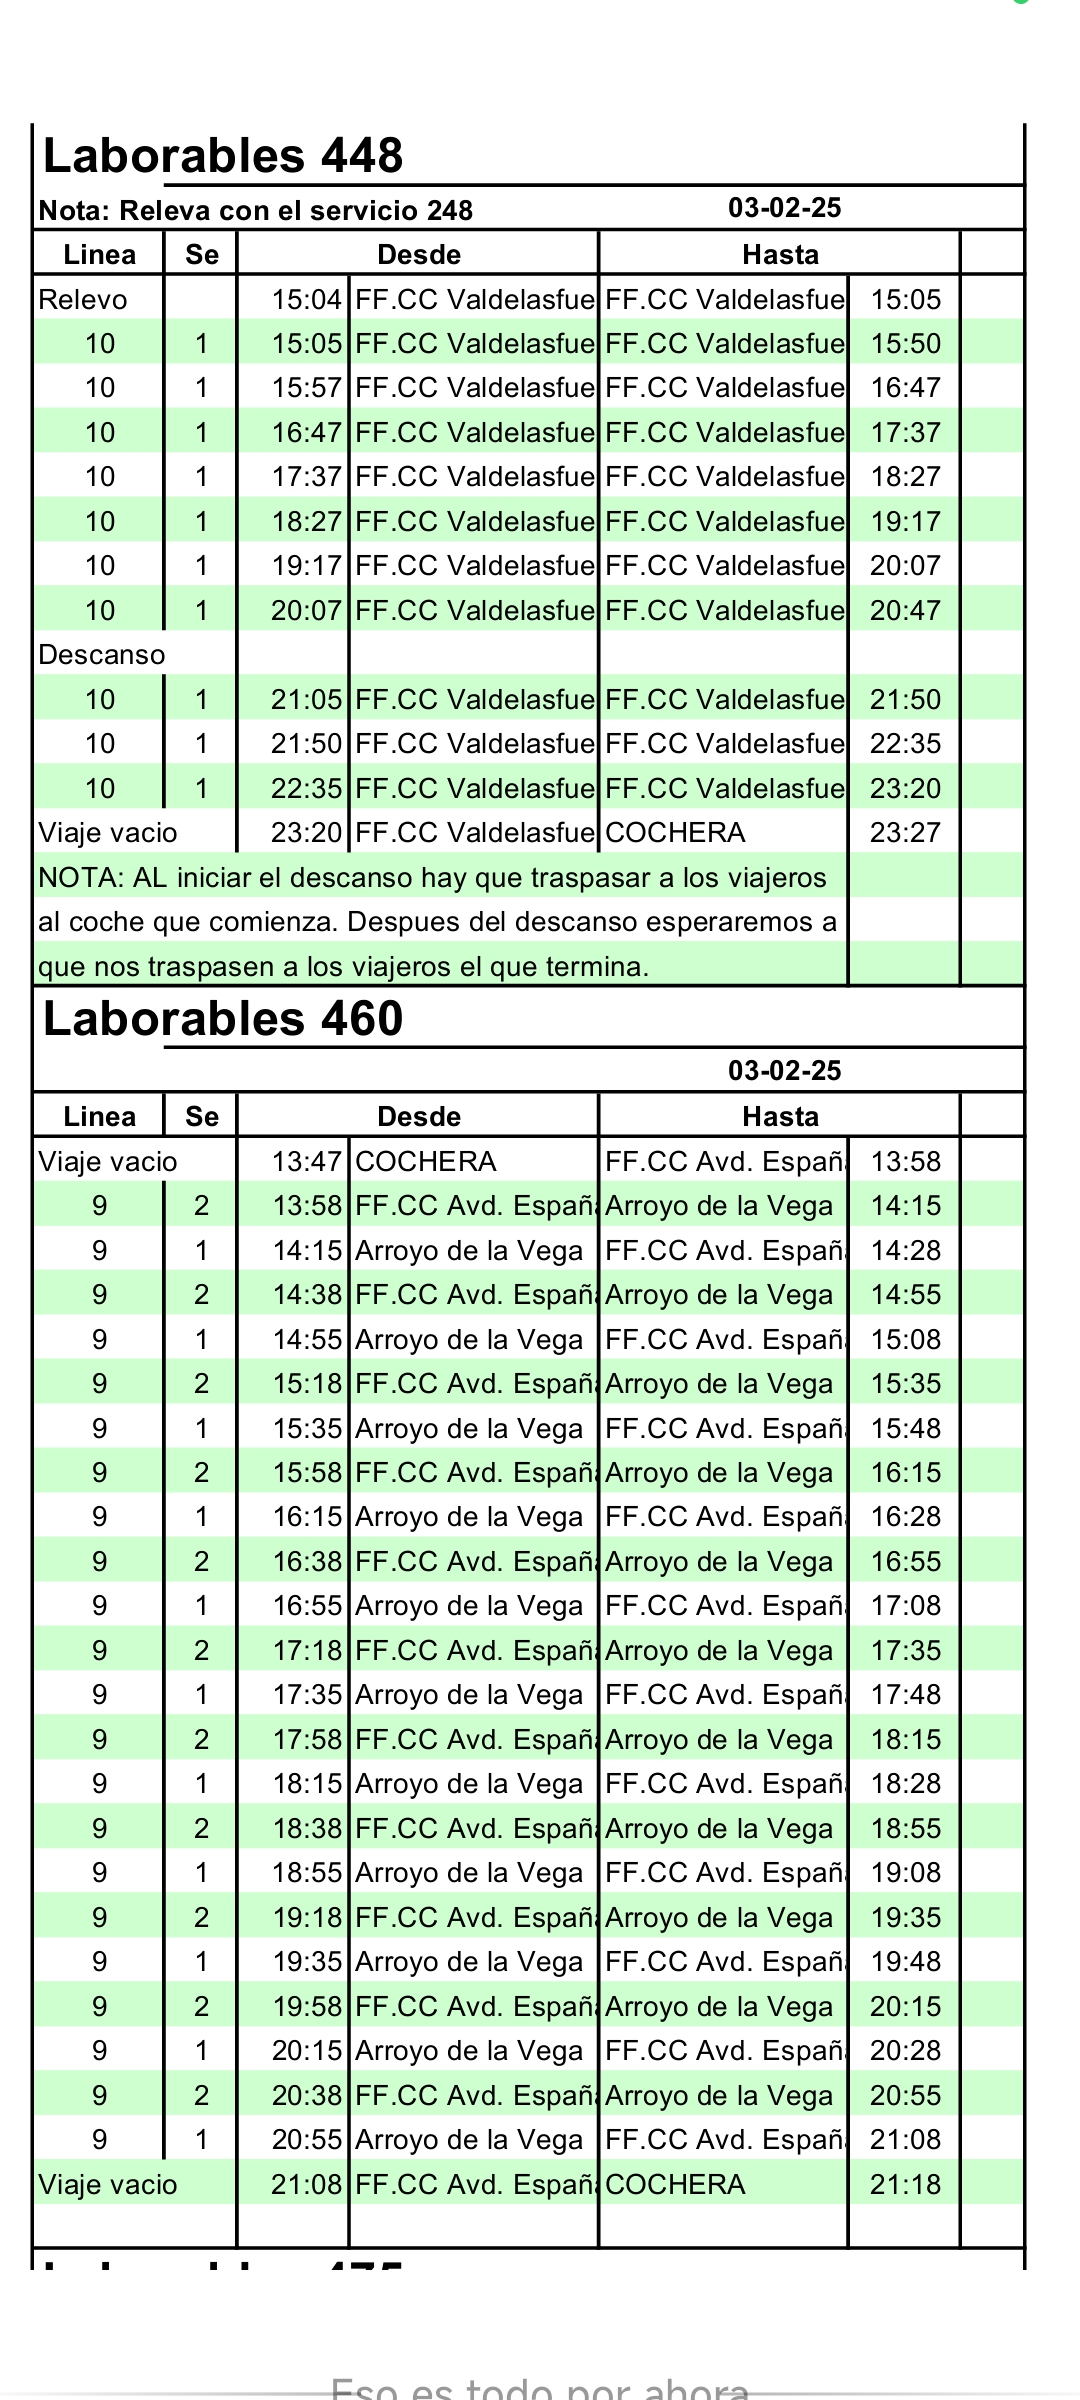 Laborables 448
Nota: Releva con el servicio 248 03-02-25
Linea Se Desde Hasta
Relevo 15:04 FF.CC Valdelasfue FF.CC Valdelasfue 15:05
10 1 15:05 FF.CC Valdelasfue FF.CC Valdelasfue 15:50
10 1 15:57 FF.CC Valdelasfue FF.CC Valdelasfue 16:47
10 1 16:47 FF.CC Valdelasfue FF.CC Valdelasfue 17:37
10 1 17:37 FF.CC Valdelasfue FF.CC Valdelasfue 18:27
10 1 18:27 FF.CC Valdelasfue FF.CC Valdelasfue 19:17
10 1 19:17 FF.CC Valdelasfue FF.CC Valdelasfue 20:07
10 1 20:07 FF.CC Valdelasfue FF.CC Valdelasfue 20:47
Descanso
10 1 21:05 FF.CC Valdelasfue FF.CC Valdelasfue 21:50
10 1 21:50 FF.CC Valdelasfue FF.CC Valdelasfue 22:35
10 1 22:35 FF.CC Valdelasfue FF.CC Valdelasfue 23:20
Viaje vacio 23:20 FF.CC Valdelasfue COCHERA 23:27
NOTA: AL iniciar el descanso hay que traspasar a los viajeros
al coche que comienza. Despues del descanso esperaremos a
que nos traspasen a los viajeros el que termina.
Laborables 460
03-02-25
Linea Se Desde Hasta
Viaje vacio 13:47 COCHERA FF.CC Avd. España 13:58
9 2 13:58 FF.CC Avd. España Arroyo de la Vega 14:15
9 1 14:15 Arroyo de la Vega FF.CC Avd. España 14:28
9 2 14:38 FF.CC Avd. España Arroyo de la Vega 14:55
9 1 14:55 Arroyo de la Vega FF.CC Avd. España 15:08
9 2 15:18 FF.CC Avd. España Arroyo de la Vega 15:35
9 1 15:35 Arroyo de la Vega FF.CC Avd. España 15:48
9 2 15:58 FF.CC Avd. España Arroyo de la Vega 16:15
9 1 16:15 Arroyo de la Vega FF.CC Avd. España 16:28
9 2 16:38 FF.CC Avd. España Arroyo de la Vega 16:55
9 1 16:55 Arroyo de la Vega FF.CC Avd. España 17:08
9 2 17:18 FF.CC Avd. España Arroyo de la Vega 17:35
9 1 17:35 Arroyo de la Vega FF.CC Avd. España 17:48
9 2 17:58 FF.CC Avd. España Arroyo de la Vega 18:15
9 1 18:15 Arroyo de la Vega FF.CC Avd. España 18:28
9 2 18:38 FF.CC Avd. España Arroyo de la Vega 18:55
9 1 18:55 Arroyo de la Vega FF.CC Avd. España 19:08
9 2 19:18 FF.CC Avd. España Arroyo de la Vega 19:35
9 1 19:35 Arroyo de la Vega FF.CC Avd. España 19:48
9 2 19:58 FF.CC Avd. España Arroyo de la Vega 20:15
9 1 20:15 Arroyo de la Vega FF.CC Avd. España 20:28
9 2 20:38 FF.CC Avd. España Arroyo de la Vega 20:55
9 1 20:55 Arroyo de la Vega FF.CC Avd. España 21:08
Viaje vacio 21:08 FF.CC Avd. España COCHERA 21:18
Eso es todo por ahora